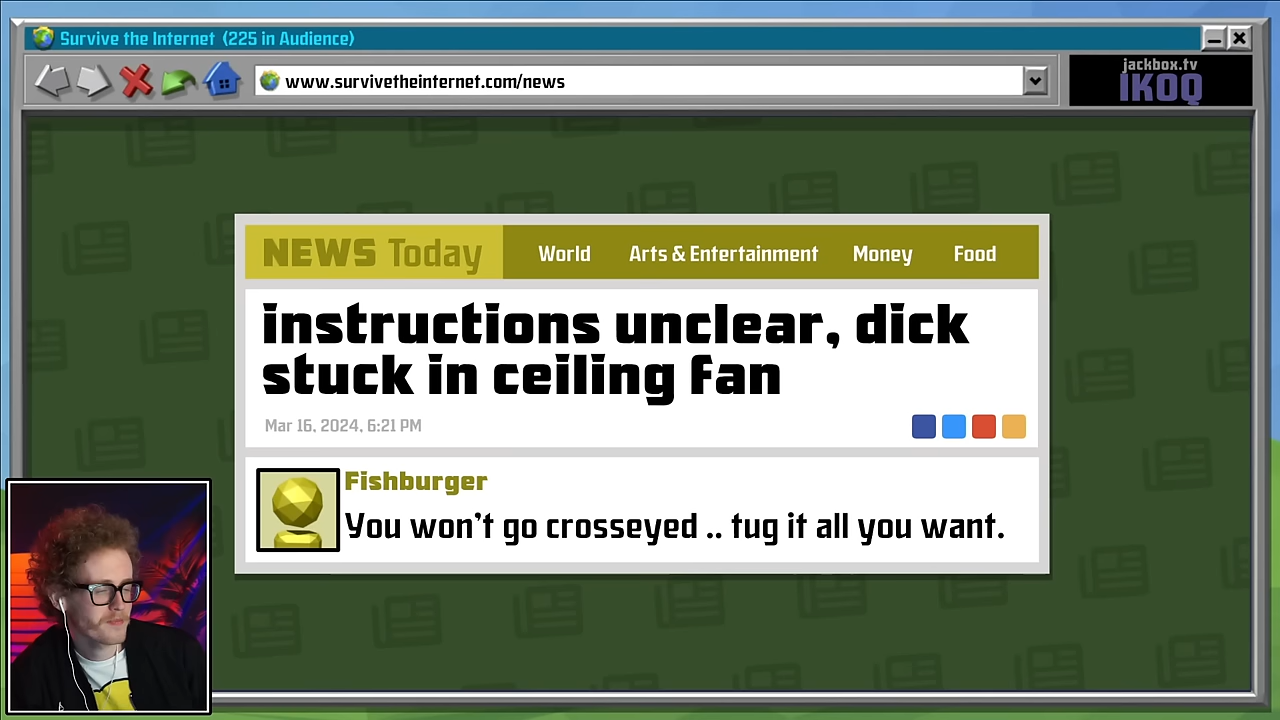 Survive the Internet (225 in Audience)
www.survivetheinternet.com/news
jackbox.tv
IKOQ
NEWS Today
World
Arts & Entertainment
Money
Food
instructions unclear, dick
stuck in ceiling fan
Mar 16, 2024, 6:21 PM
Fishburger
You won't go crosseyed .. tug it all you want.